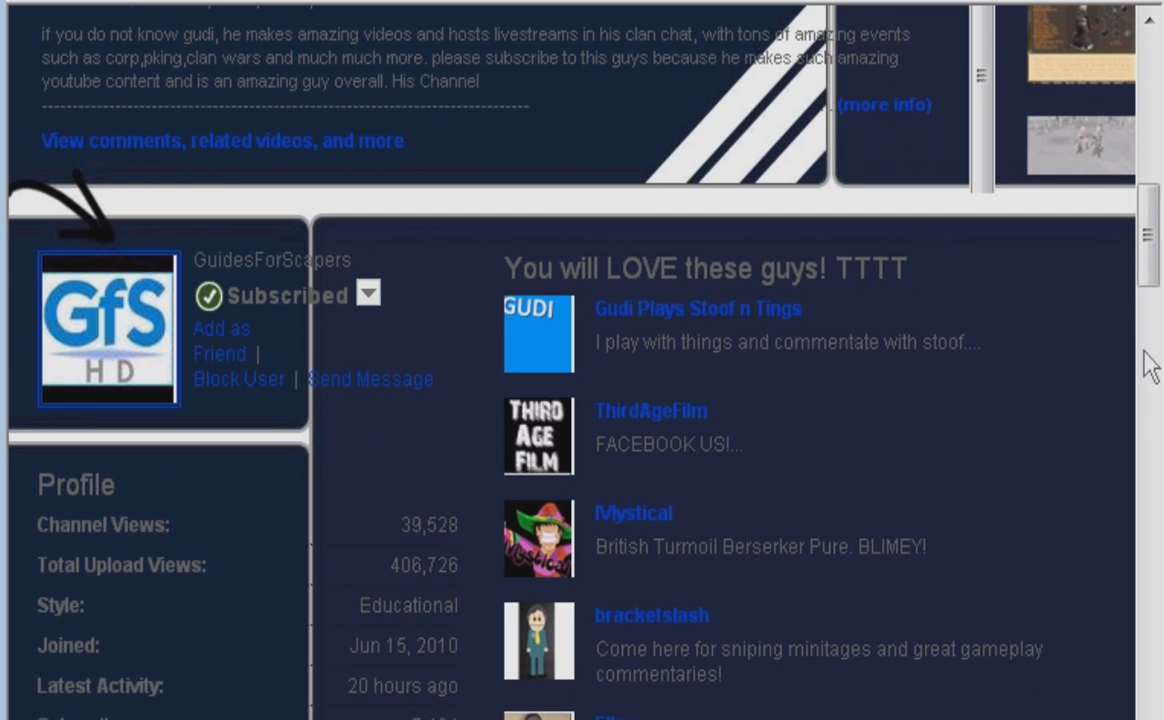 if you do not know gudi, he makes amazing videos and hosts livestreams in his clan chat, with tons of amazing events
such as corp,pking,clan wars and much much more. please subscribe to this guys because he makes such amazing
youtube content and is an amazing guy overall. His Channel
---------------------------------------------------------------------------------
(more info)
View comments, related videos, and more
GfS
HD
GuidesForScapers
Subscribed
Add as
Friend |
Block User | Send Message
Profile
Channel Views: 39,528
Total Upload Views: 406,726
Style: Educational
Joined: Jun 15, 2010
Latest Activity: 20 hours ago
You will LOVE these guys! TTTT
GUDI
Gudi Plays Stoof n Tings
I play with things and commentate with stoof....
THIRD
AGE
FILM
ThirdAgeFilm
FACEBOOK US!...
Mystical
IVlystical
British Turmoil Berserker Pure. BLIMEY!
bracketslash
Come here for sniping minitages and great gameplay
commentaries!